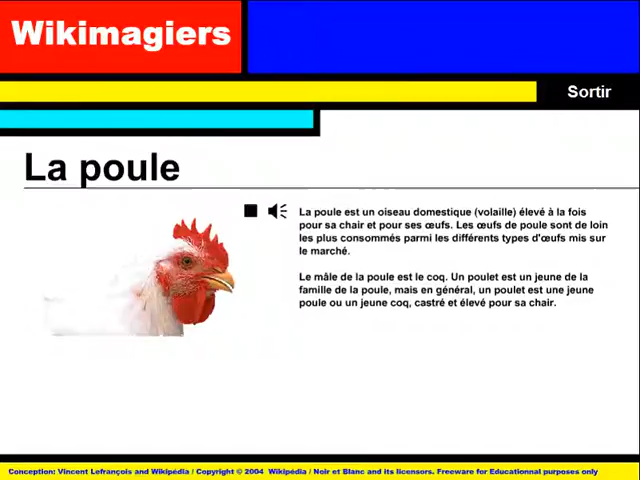 Wikimagiers
Sortir
La poule
La poule est un oiseau domestique (volaille) élevé à la fois
pour sa chair et pour ses œufs. Les œufs de poule sont de loin
les plus consommés parmi les différents types d'œufs mis sur
le marché.
Le mâle de la poule est le coq. Un poulet est un jeune de la
famille de la poule, mais en général, un poulet est une jeune
poule ou un jeune coq, castré et élevé pour sa chair.
Conception: Vincent Lefrançois and Wikipédia / Copyright © 2004 Wikipédia / Noir et Blanc and its licensors. Freeware for Educationnal purposes only